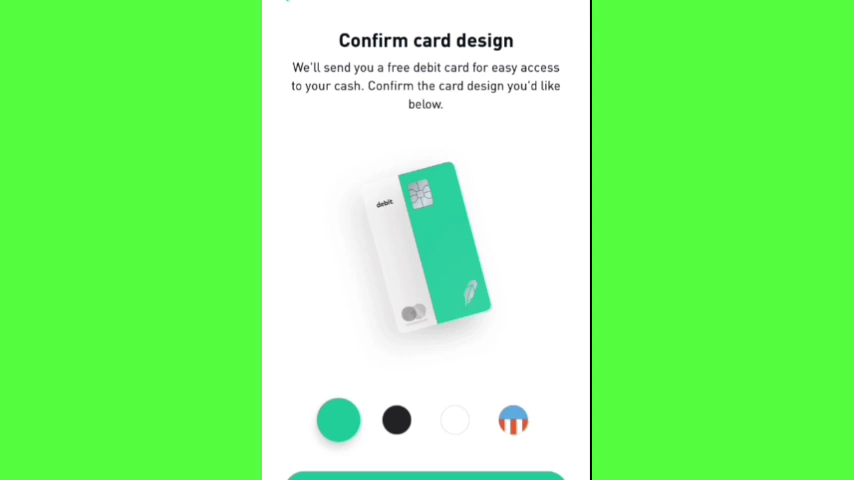 Confirm card design
We'll send you a free debit card for easy access
to your cash. Confirm the card design you'd like
below.
debit